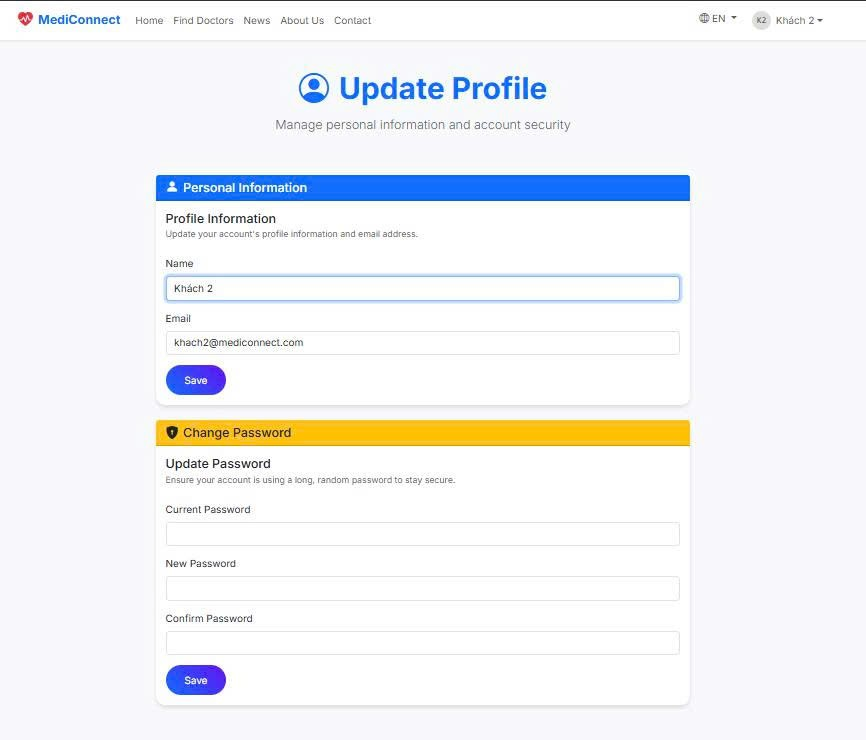 MediConnect Home Find Doctors News About Us Contact EN K2 Khách 2
Update Profile
Manage personal information and account security
Personal Information
Profile Information
Update your account's profile information and email address.
Name
Khách 2
Email
khach2@mediconnect.com
Save
Change Password
Update Password
Ensure your account is using a long, random password to stay secure.
Current Password
New Password
Confirm Password
Save